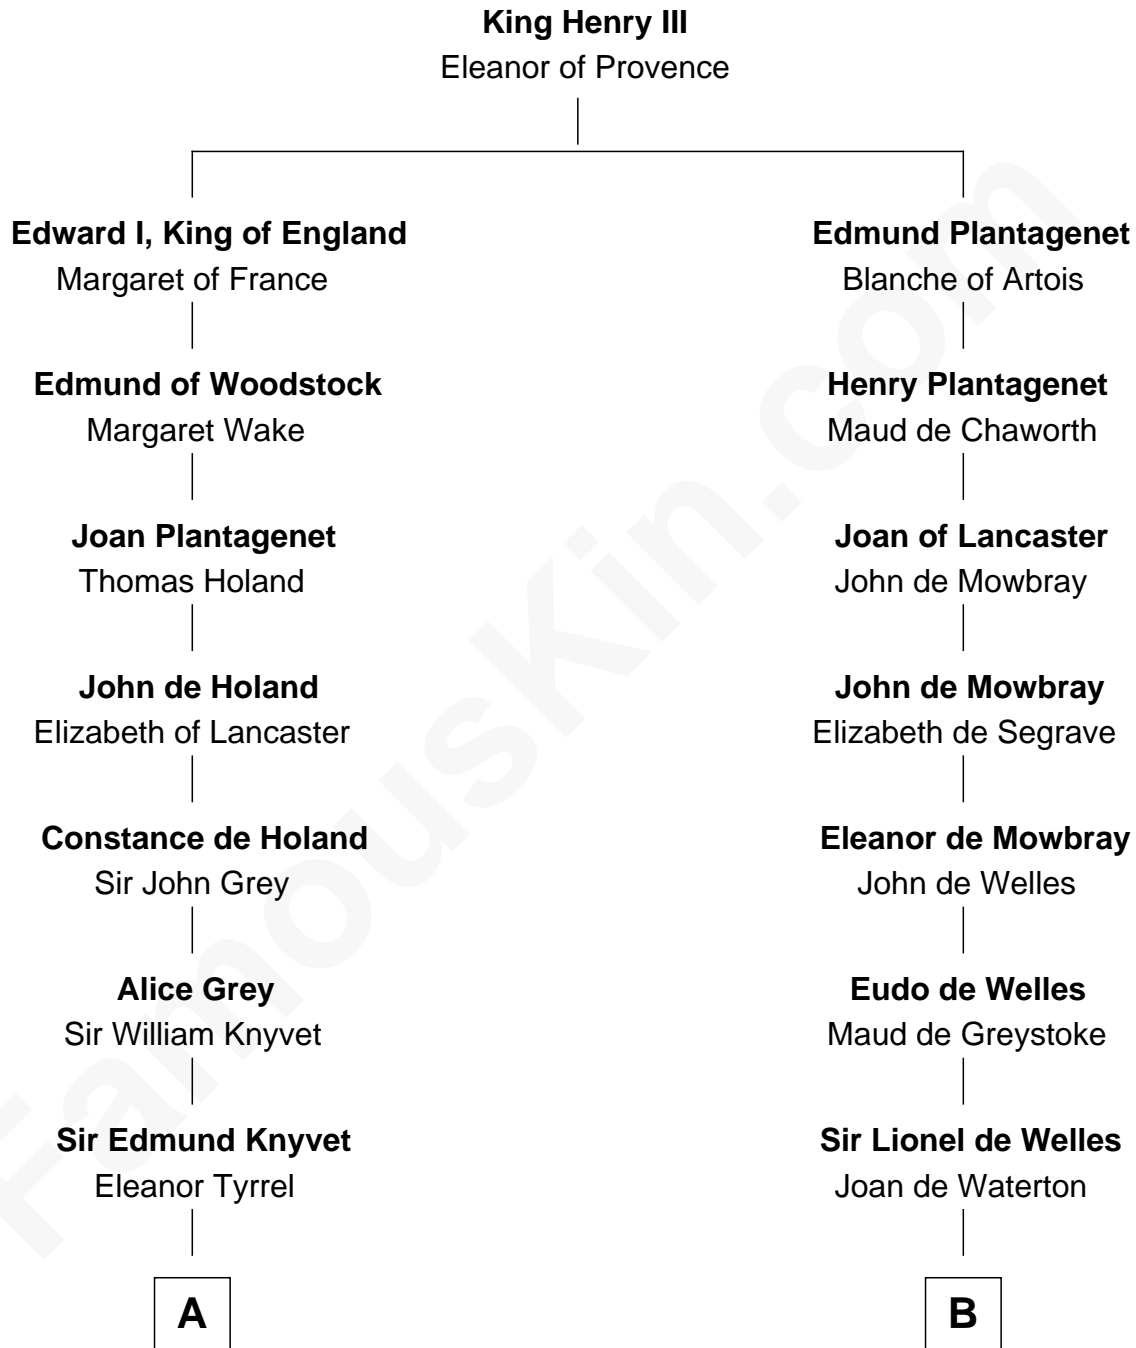 King Henry III
Eleanor of Provence
Edward I, King of England
Margaret of France
Edmund of Woodstock
Margaret Wake
Joan Plantagenet
Thomas Holand
John de Holand
Elizabeth of Lancaster
Constance de Holand
Sir John Grey
Alice Grey
Sir William Knyvet
Sir Edmund Knyvet
Eleanor Tyrrel
A
Edmund Plantagenet
Blanche of Artois
Henry Plantagenet
Maud de Chaworth
Joan of Lancaster
John de Mowbray
John de Mowbray
Elizabeth de Segrave
Eleanor de Mowbray
John de Welles
Eudo de Welles
Maud de Greystoke
Sir Lionel de Welles
Joan de Waterton
B
FamousKin.com